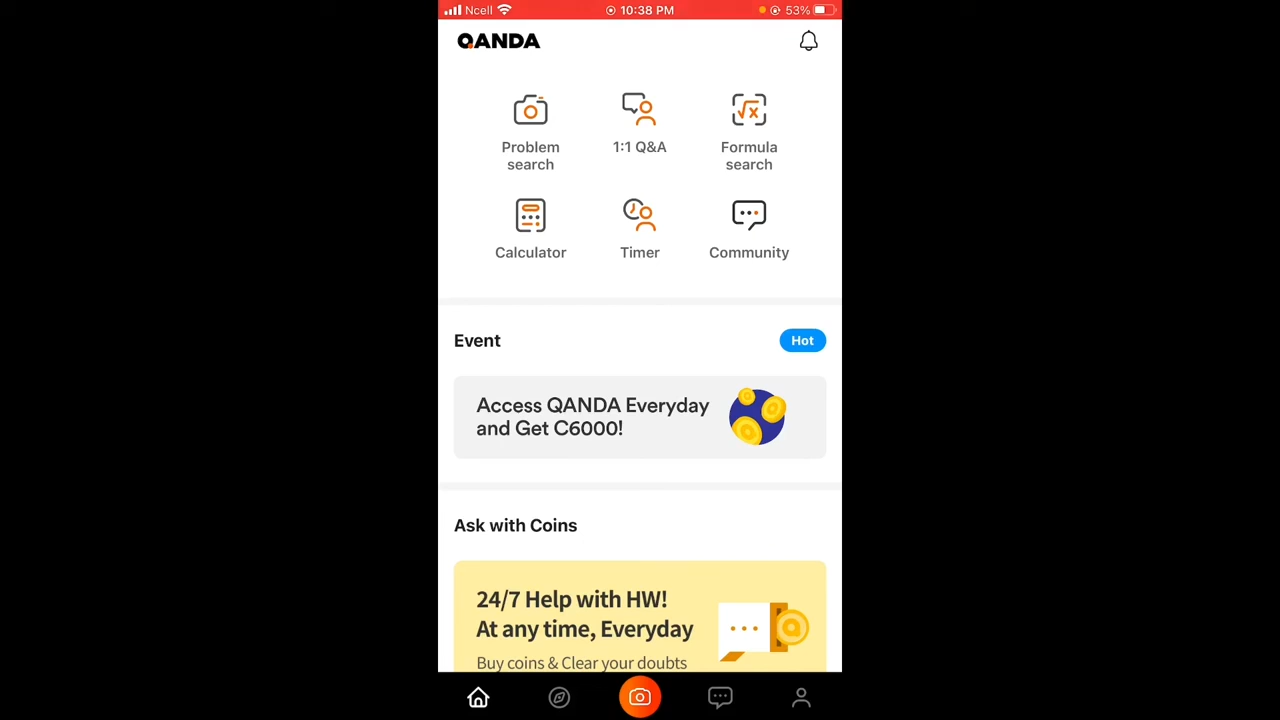 Ncell 10:38 PM 53%
QANDA
Problem search
1:1 Q&A
Formula search
Calculator
Timer
Community
Event
Hot
Access QANDA Everyday
and Get C6000!
Ask with Coins
24/7 Help with HW!
At any time, Everyday
Buy coins & Clear your doubts